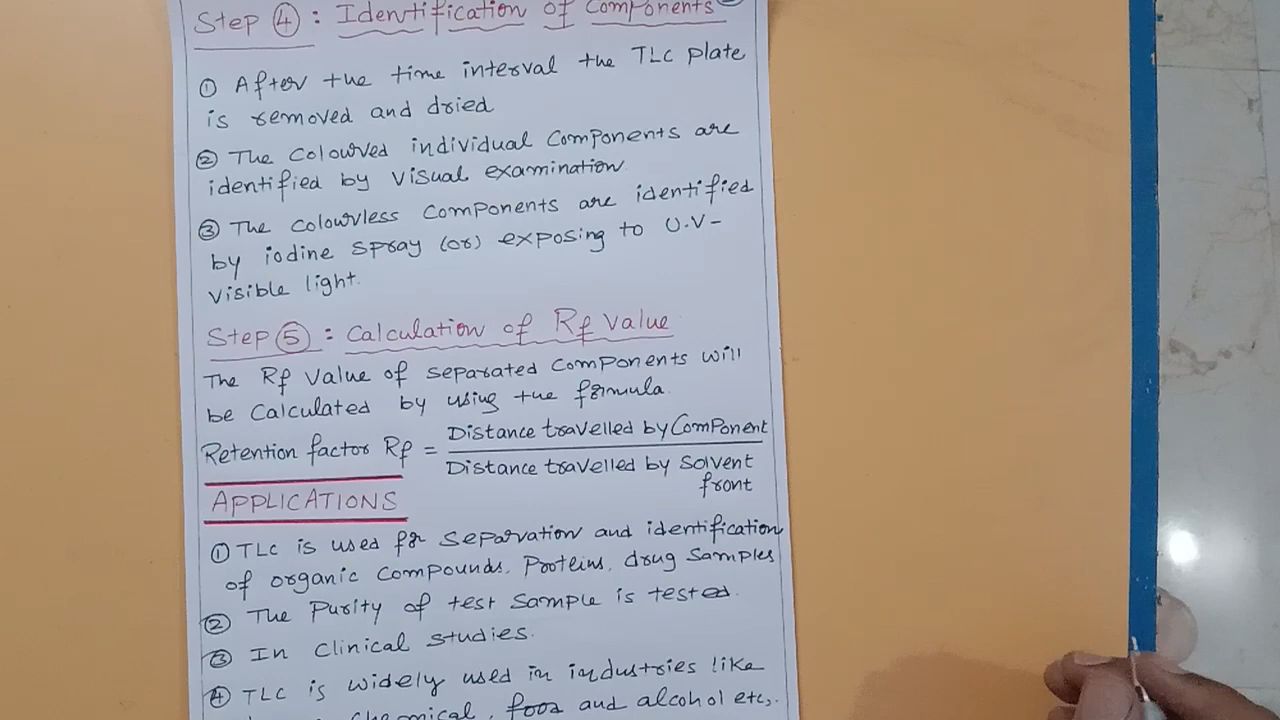 Step ④ : Identification of Components
① After the time interval the TLC plate
is removed and dried
② The coloured individual components are
identified by visual examination.
③ The colourless components are identified
by iodine spray (or) exposing to U.V-
visible light.
Step ⑤ : Calculation of Rf Value
The Rf value of separated components will
be calculated by using the formula.
Retention factor Rf = Distance travelled by Component
Distance travelled by solvent
front
APPLICATIONS
① TLC is used for separation and identification
of organic compounds, Proteins, drug samples
② The Purity of test sample is tested.
③ In Clinical studies.
④ TLC is widely used in industries like
chemical, food and alcohol etc,.